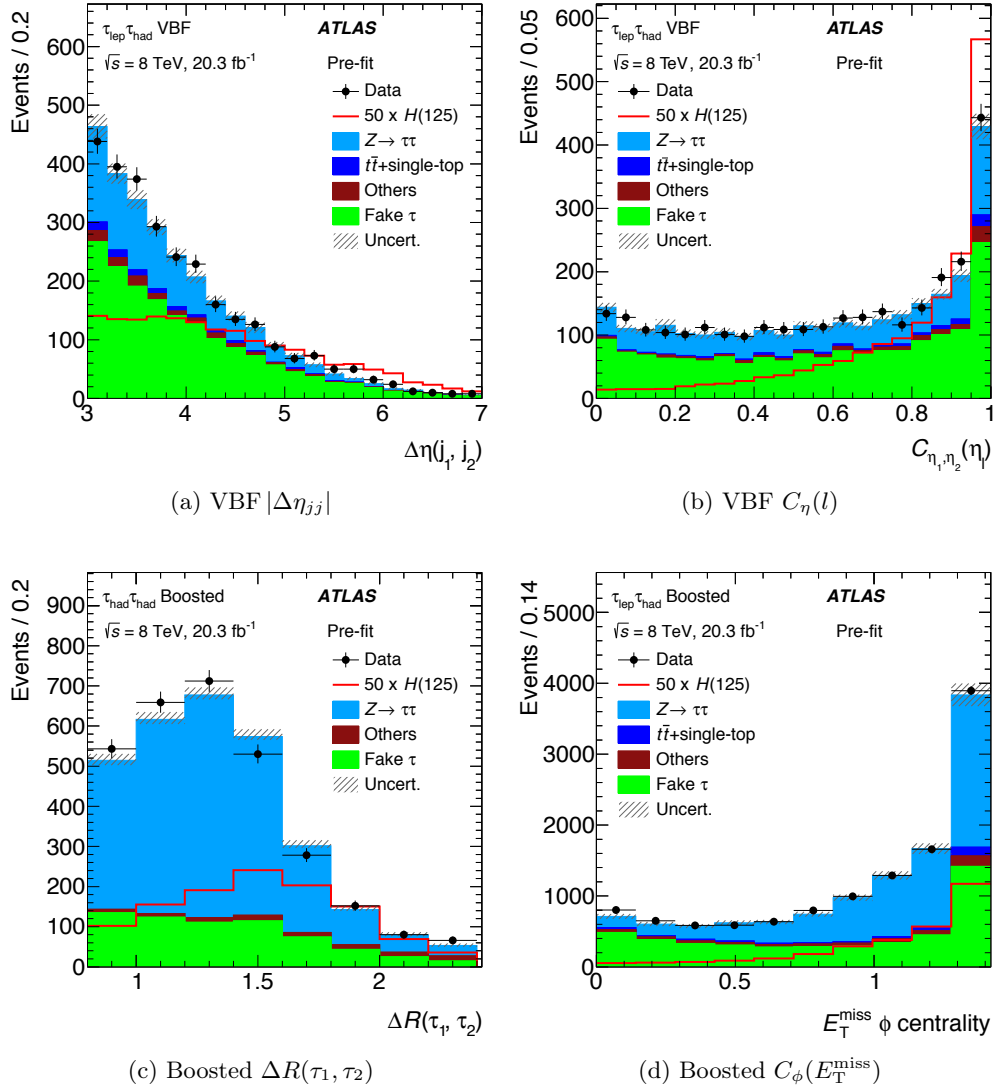 Events / 0.2
τlep τhad VBF
ATLAS
√s = 8 TeV, 20.3 fb-1
Pre-fit
Data
50 x H(125)
Z→ ττ
tt̄+single-top
Others
Fake τ
Uncert.
600
500
400
300
200
100
0
3 4 5 6 7
Δη(j1, j2)
(a) VBF |Δηjj|
Events / 0.05
τlep τhad VBF
ATLAS
√s = 8 TeV, 20.3 fb-1
Pre-fit
Data
50 x H(125)
Z→ ττ
tt̄+single-top
Others
Fake τ
Uncert.
600
500
400
300
200
100
0
0 0.2 0.4 0.6 0.8 1
Cη1,η2(ηl)
(b) VBF Cη(l)
Events / 0.2
τhad τhad Boosted
ATLAS
√s = 8 TeV, 20.3 fb-1
Pre-fit
Data
50 x H(125)
Z→ ττ
Others
Fake τ
Uncert.
900
800
700
600
500
400
300
200
100
0
1 1.5 2
ΔR(τ1, τ2)
(c) Boosted ΔR(τ1, τ2)
Events / 0.14
τlep τhad Boosted
ATLAS
√s = 8 TeV, 20.3 fb-1
Pre-fit
Data
50 x H(125)
Z→ ττ
tt̄+single-top
Others
Fake τ
Uncert.
5000
4000
3000
2000
1000
0
0 0.5 1
ETmiss ϕ centrality
(d) Boosted Cϕ(ETmiss)